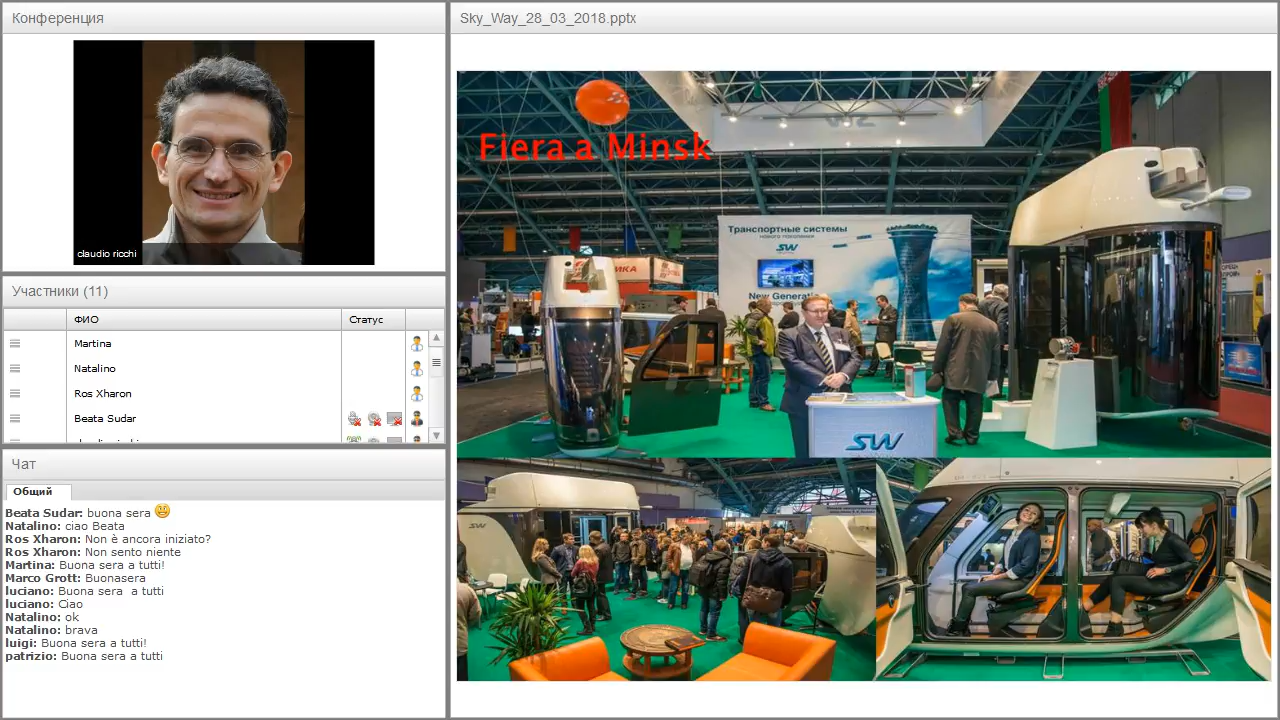 Конференция
claudio ricchi
Участники (11)
ФИО
Статус
Martina
Natalino
Ros Xharon
Beata Sudar
Чат
Общий
Beata Sudar: buona sera
Natalino: ciao Beata
Ros Xharon: Non è ancora iniziato?
Ros Xharon: Non sento niente
Martina: Buona sera a tutti!
Marco Grott: Buonasera
luciano: Buona sera  a tutti
luciano: Ciao
Natalino: ok
Natalino: brava
luigi: Buona sera a tutti!
patrizio: Buona sera a tutti
Sky_Way_28_03_2018.pptx
Fiera a Minsk
Транспортные системы
нового поколения
SW
New Generati
SW
SW